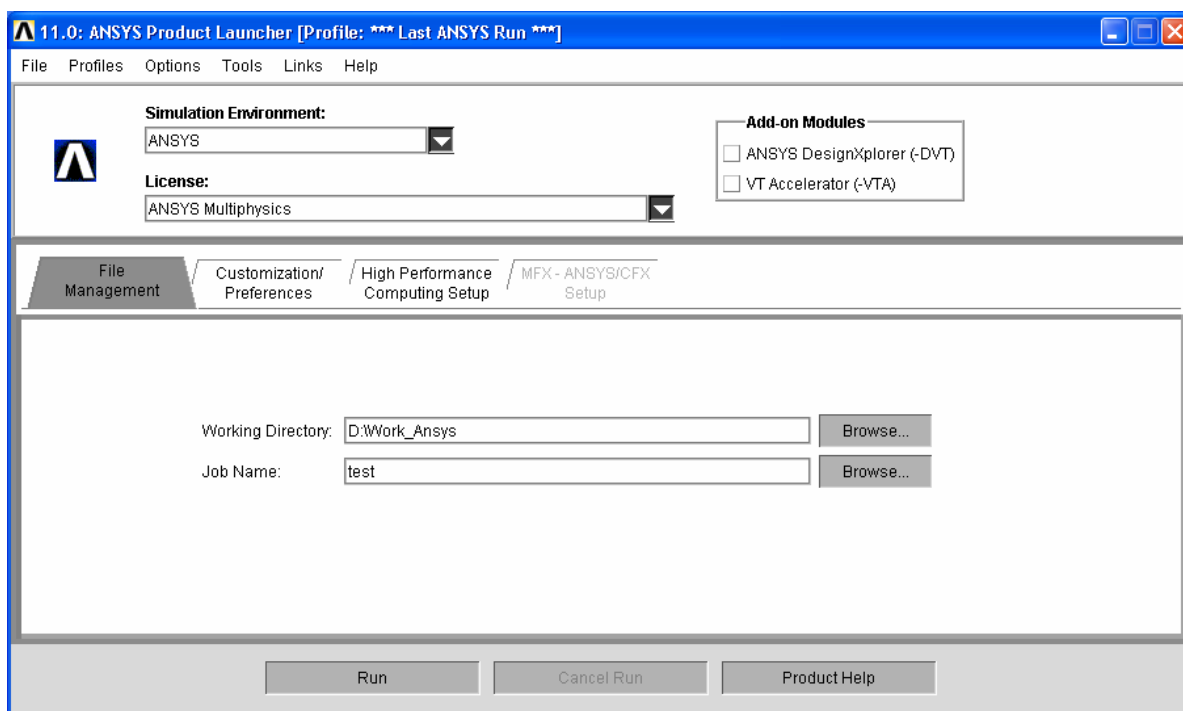 11.0: ANSYS Product Launcher [Profile: *** Last ANSYS Run ***]
File Profiles Options Tools Links Help
Simulation Environment:
ANSYS
License:
ANSYS Multiphysics
Add-on Modules
ANSYS DesignXplorer (-DVT)
VT Accelerator (-VTA)
File
Management
Customization/
Preferences
High Performance
Computing Setup
MFX - ANSYS/CFX
Setup
Working Directory: D:\Work_Ansys Browse...
Job Name: test Browse...
Run Cancel Run Product Help